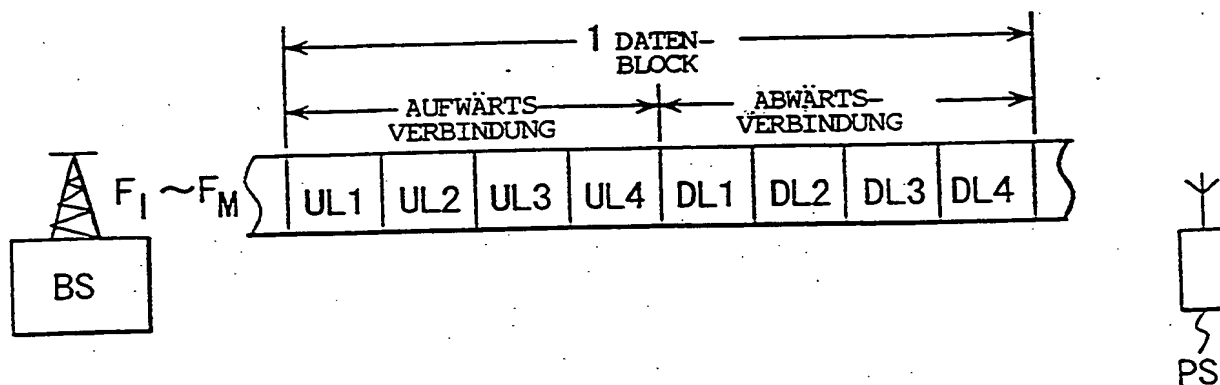 1 DATEN-
BLOCK
AUFWÄRTS
VERBINDUNG
ABWÄRTS-
VERBINDUNG
F1 ~ FM
UL1 UL2 UL3 UL4 DL1 DL2 DL3 DL4
BS
PS